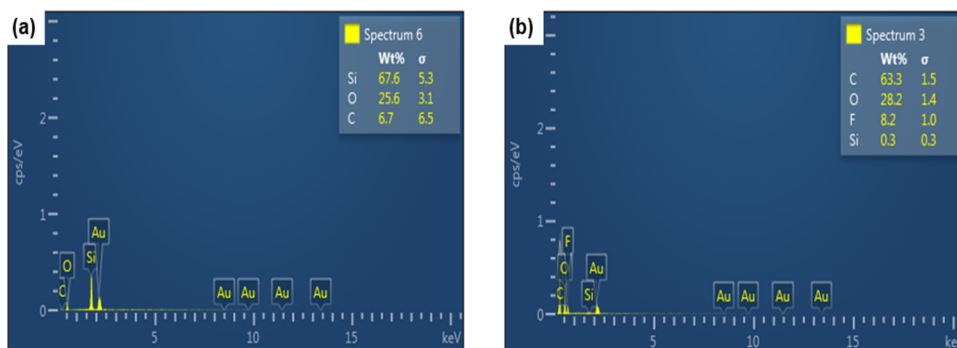 (a)
Spectrum 6
Wt% σ
Si 67.6 5.3
O 25.6 3.1
C 6.7 6.5
cps/eV
2
1
0
Au
O Si
C
Au Au Au Au
5 10 15 keV
(b)
Spectrum 3
Wt% σ
C 63.3 1.5
O 28.2 1.4
F 8.2 1.0
Si 0.3 0.3
cps/eV
2
1
0
F
O Au
C Si
Au Au Au Au
5 10 15 keV